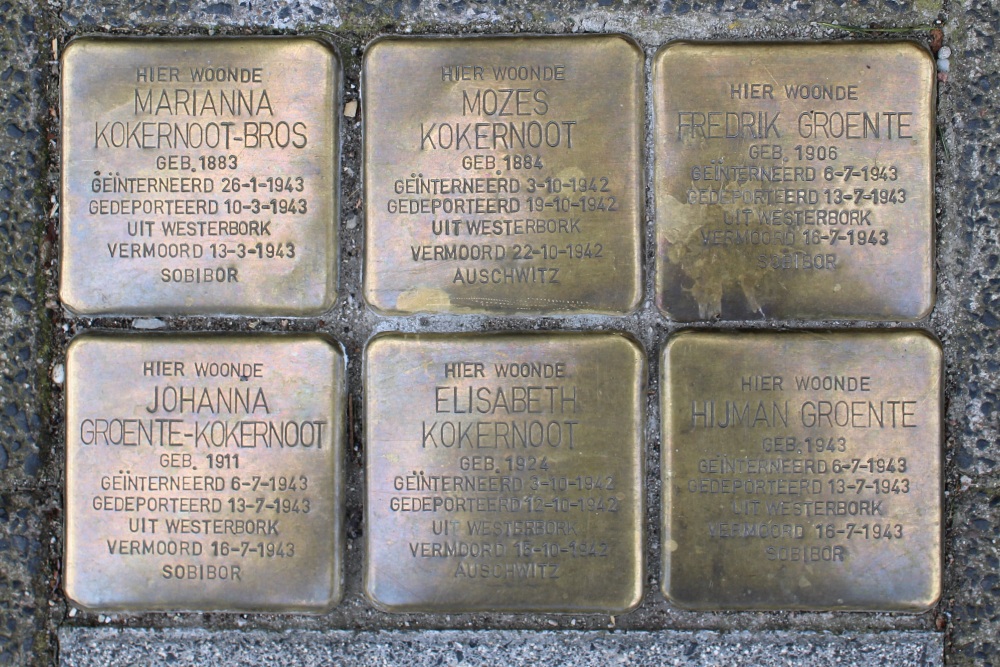 HIER WOONDE
MARIANNA
KOKERNOOT-BROS
GEB. 1883
GEÏNTERNEERD 26-1-1943
GEDEPORTEERD 10-3-1943
UIT WESTERBORK
VERMOORD 13-3-1943
SOBIBOR
HIER WOONDE
MOZES
KOKERNOOT
GEB. 1884
GEÏNTERNEERD 3-10-1942
GEDEPORTEERD 19-10-1942
UIT WESTERBORK
VERMOORD 22-10-1942
AUSCHWITZ
HIER WOONDE
FREDRIK GROENTE
GEB. 1906
GEÏNTERNEERD 6-7-1943
GEDEPORTEERD 13-7-1943
UIT WESTERBORK
VERMOORD 16-7-1943
SOBIBOR
HIER WOONDE
JOHANNA
GROENTE-KOKERNOOT
GEB. 1911
GEÏNTERNEERD 6-7-1943
GEDEPORTEERD 13-7-1943
UIT WESTERBORK
VERMOORD 16-7-1943
SOBIBOR
HIER WOONDE
ELISABETH
KOKERNOOT
GEB. 1924
GEÏNTERNEERD 3-10-1942
GEDEPORTEERD 12-10-1942
UIT WESTERBORK
VERMOORD 15-10-1942
AUSCHWITZ
HIER WOONDE
HIJMAN GROENTE
GEB. 1943
GEÏNTERNEERD 6-7-1943
GEDEPORTEERD 13-7-1943
UIT WESTERBORK
VERMOORD 16-7-1943
SOBIBOR